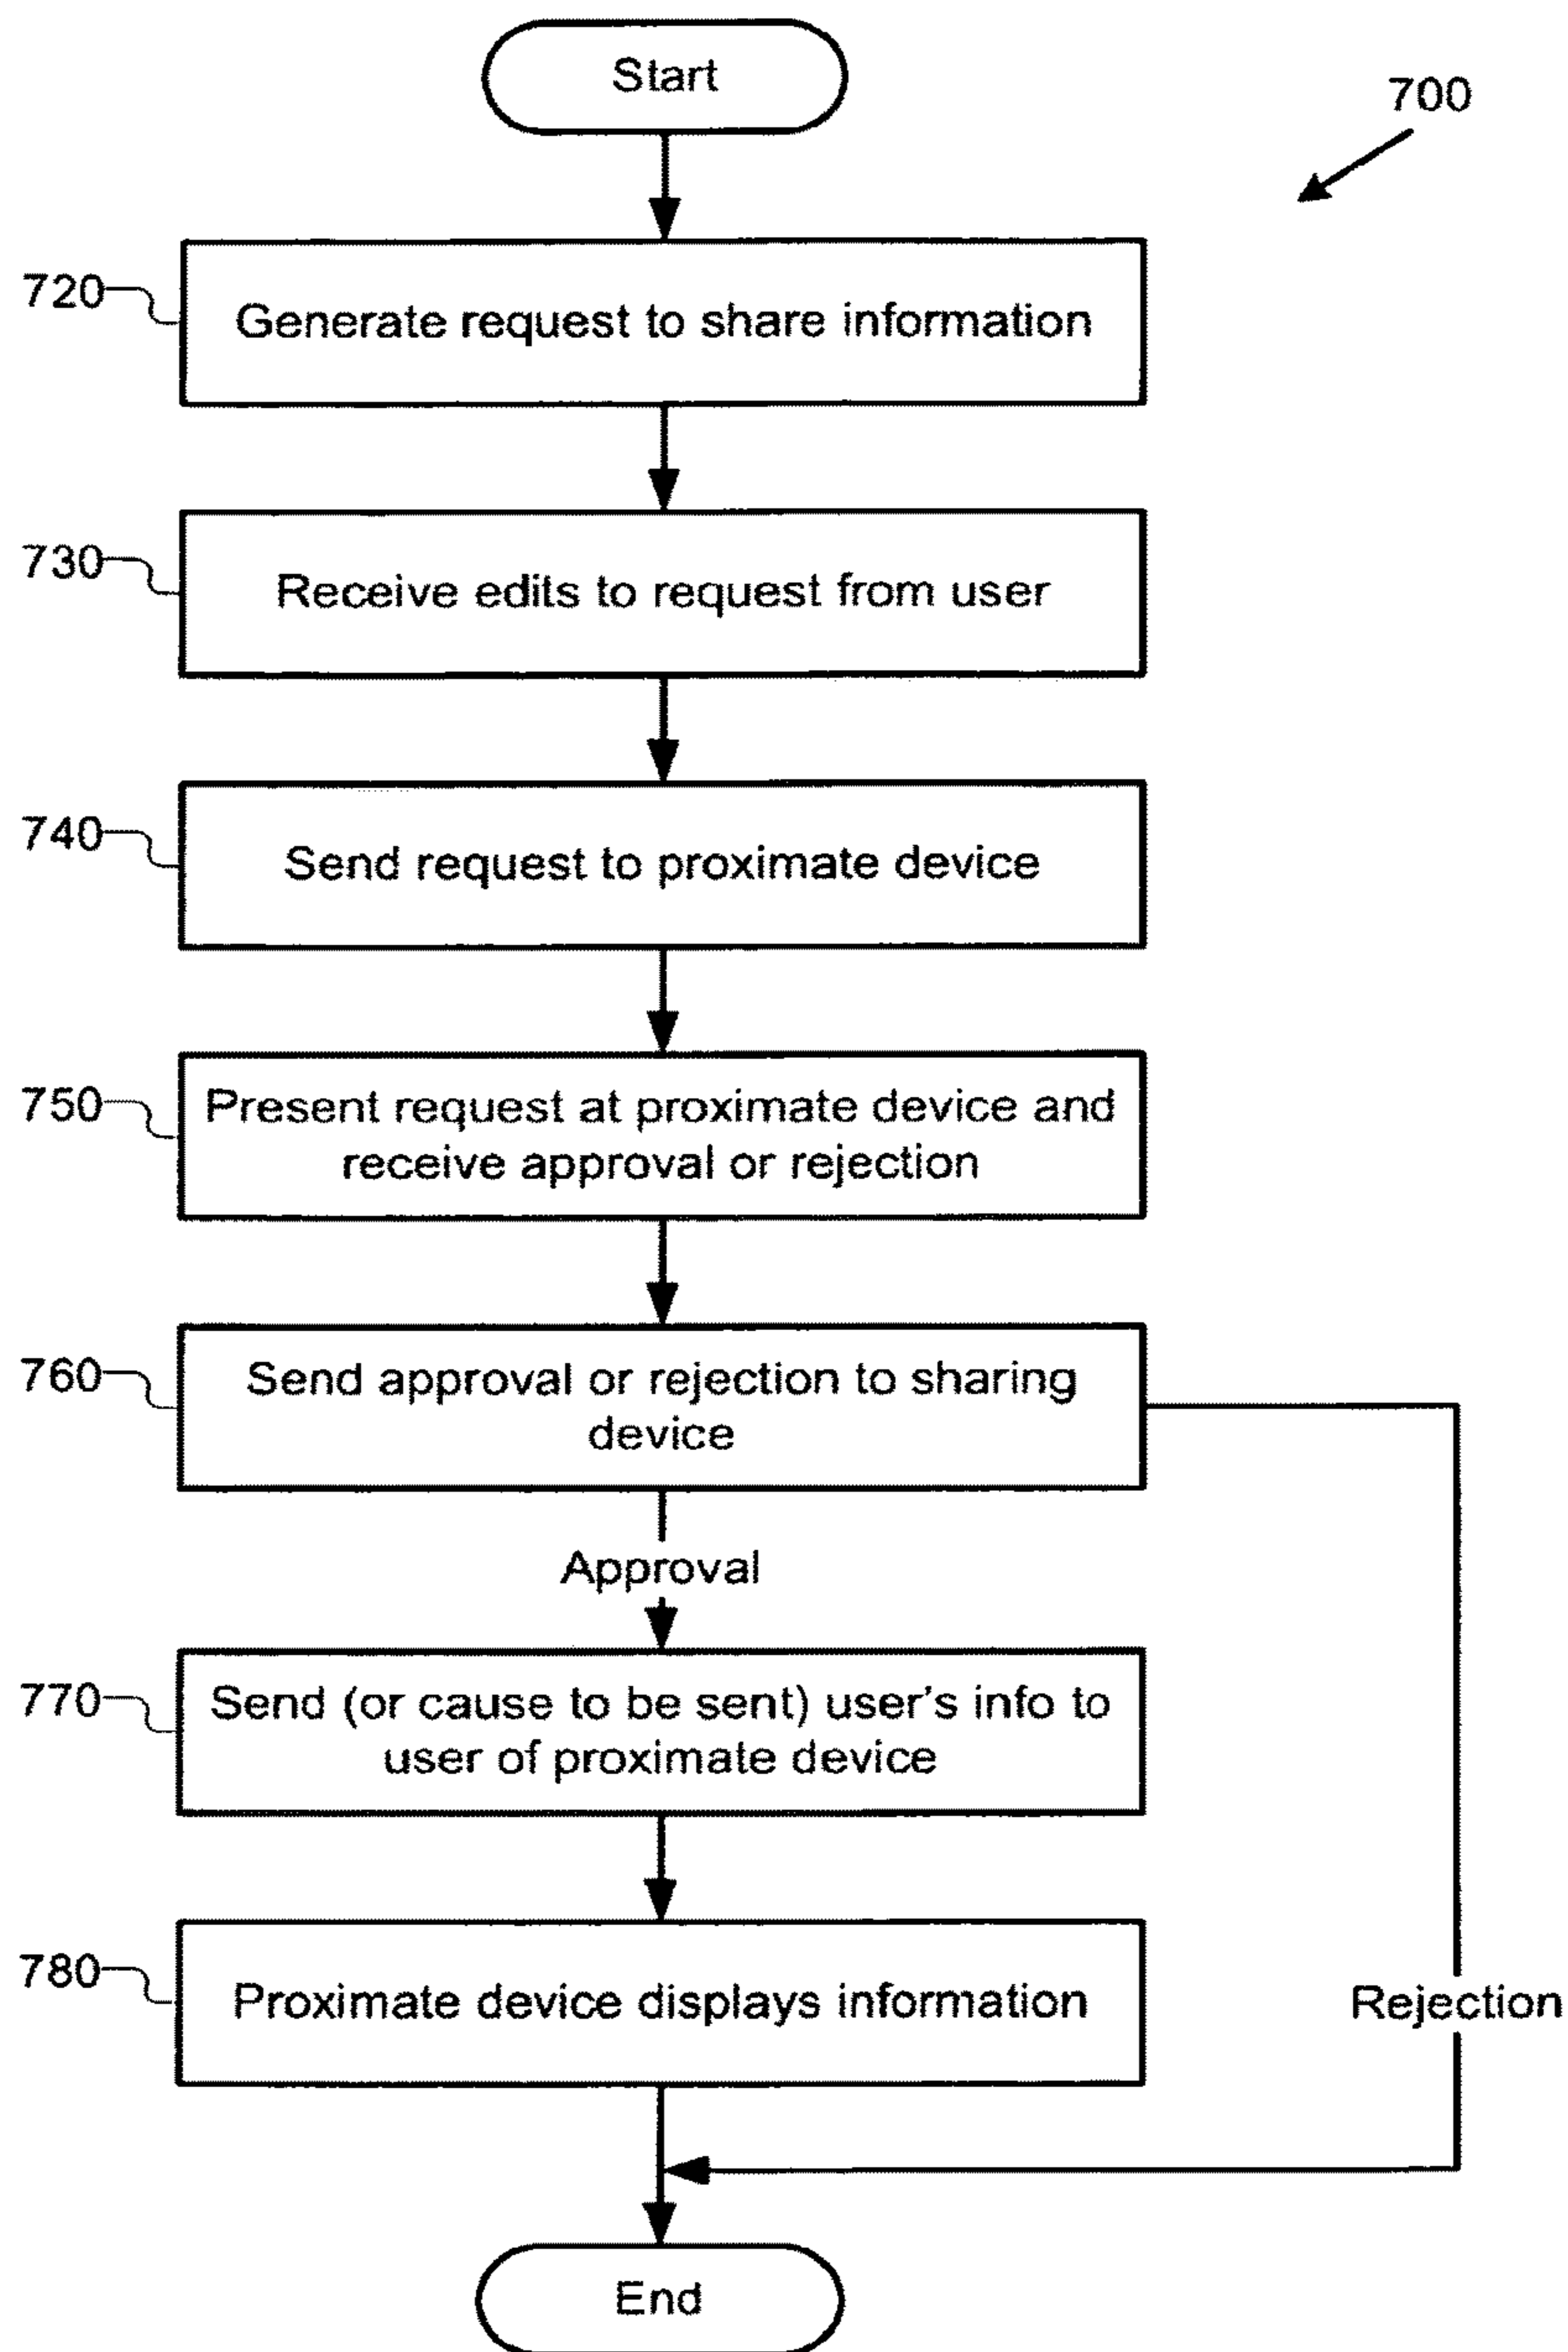 Start
700
720
Generate request to share information
730
Receive edits to request from user
740
Send request to proximate device
750
Present request at proximate device and
receive approval or rejection
760
Send approval or rejection to sharing
device
Approval
770
Send (or cause to be sent) user's info to
user of proximate device
780
Proximate device displays information
Rejection
End